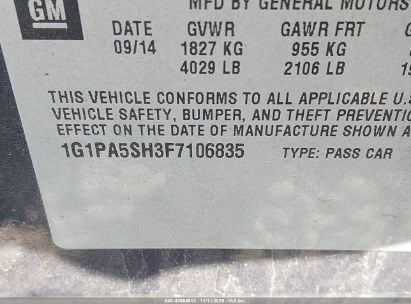 GM
MFD BY GENERAL MOTORS
DATE GVWR GAWR FRT
09/14 1827 KG 955 KG
4029 LB 2106 LB
THIS VEHICLE CONFORMS TO ALL APPLICABLE U.S
VEHICLE SAFETY, BUMPER, AND THEFT PREVENTIO
EFFECT ON THE DATE OF MANUFACTURE SHOWN A
1G1PA5SH3F7106835 TYPE: PASS CAR